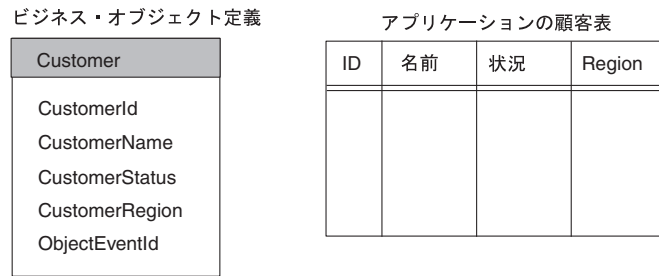 ビジネス・オブジェクト定義
Customer
CustomerId
CustomerName
CustomerStatus
CustomerRegion
ObjectEventId
アプリケーションの顧客表
ID 名前 状況 Region